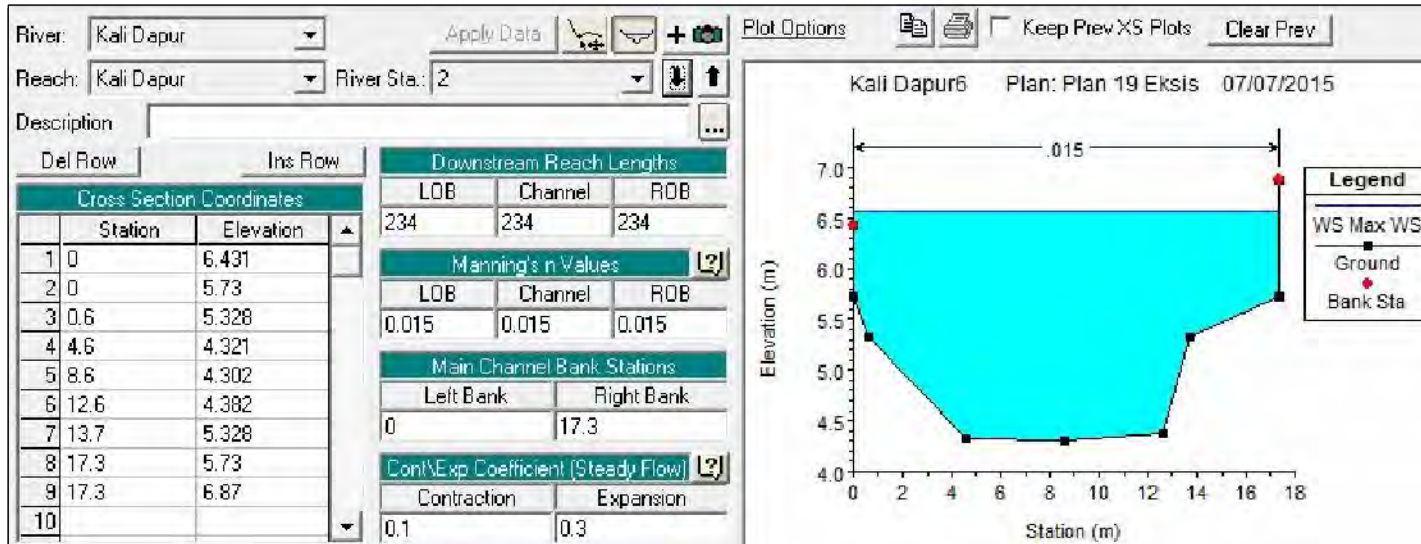 River: Kali Dapur Apply Data
Reach: Kali Dapur River Sta.: 2
Description ...
Del Row Ins Row
Cross Section Coordinates
Station Elevation
1 0 6.431
2 0 5.73
3 0.6 5.328
4 4.6 4.321
5 8.6 4.302
6 12.6 4.382
7 13.7 5.328
8 17.3 5.73
9 17.3 6.87
10
Downstream Reach Lengths
LOB Channel ROB
234 234 234
Manning's n Values
LOB Channel ROB
0.015 0.015 0.015
Main Channel Bank Stations
Left Bank Right Bank
0 17.3
Cont\Exp Coefficient (Steady Flow)
Contraction Expansion
0.1 0.3
Plot Options Keep Prev XS Plots Clear Prev
Kali Dapur6 Plan: Plan 19 Eksis 07/07/2015
.015
7.0
6.5
6.0
5.5
5.0
4.5
4.0
0 2 4 6 8 10 12 14 16 18
Elevation (m)
Station (m)
Legend
WS Max WS
Ground
Bank Sta